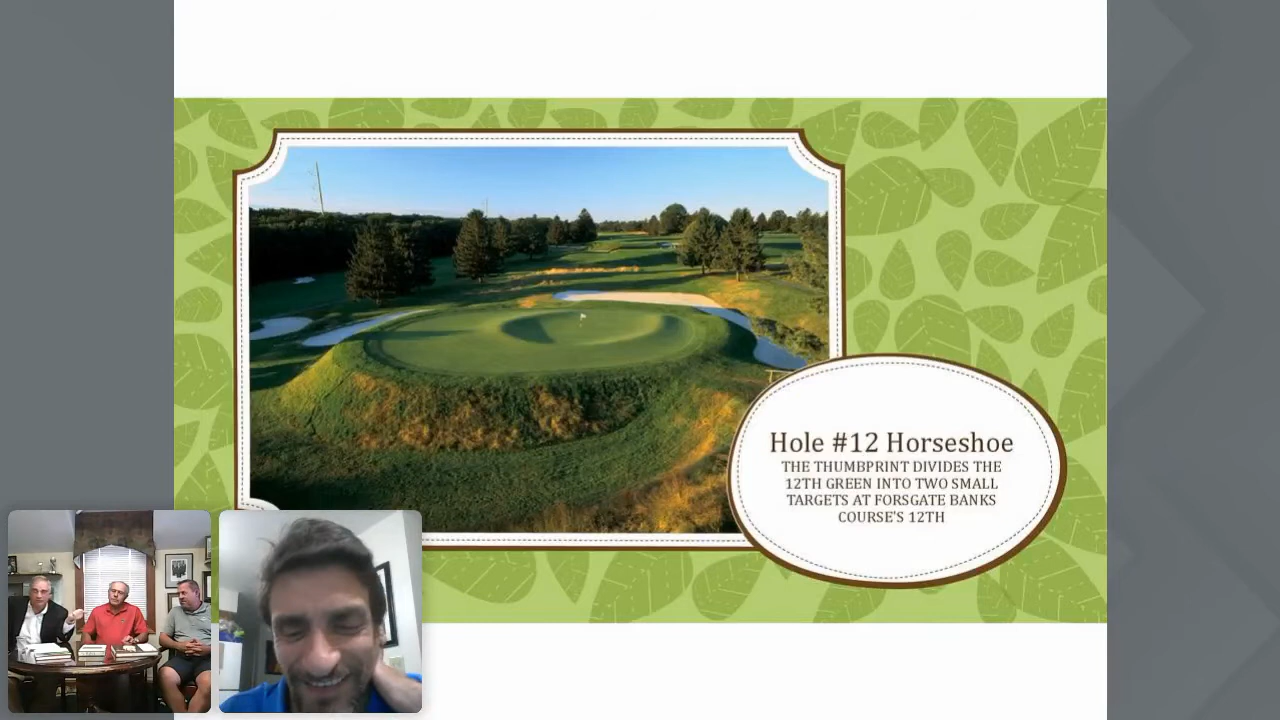 Hole #12 Horseshoe
THE THUMBPRINT DIVIDES THE
12TH GREEN INTO TWO SMALL
TARGETS AT FORSGATE BANKS
COURSE'S 12TH